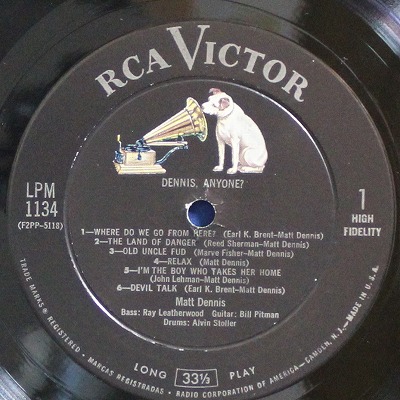 RCA VICTOR
DENNIS, ANYONE?
LPM
1134
(F2PP-5118)
1
HIGH
FIDELITY
1—WHERE DO WE GO FROM HERE? (Earl K. Brent—Matt Dennis)
2—THE LAND OF DANGER (Reed Sherman—Matt Dennis)
3—OLD UNCLE FUD (Marve Fisher—Matt Dennis)
4—RELAX (Matt Dennis)
5—I'M THE BOY WHO TAKES HER HOME
(John Lehman—Matt Dennis)
6—DEVIL TALK (Earl K. Brent—Matt Dennis)
Matt Dennis
Bass: Ray Leatherwood Guitar: Bill Pitman
Drums: Alvin Stoller
LONG 33⅓ PLAY
TRADE MARKS ® REGISTERED • MARCAS REGISTRADAS • RADIO CORPORATION OF AMERICA—CAMDEN, N.J.—MADE IN U.S.A.